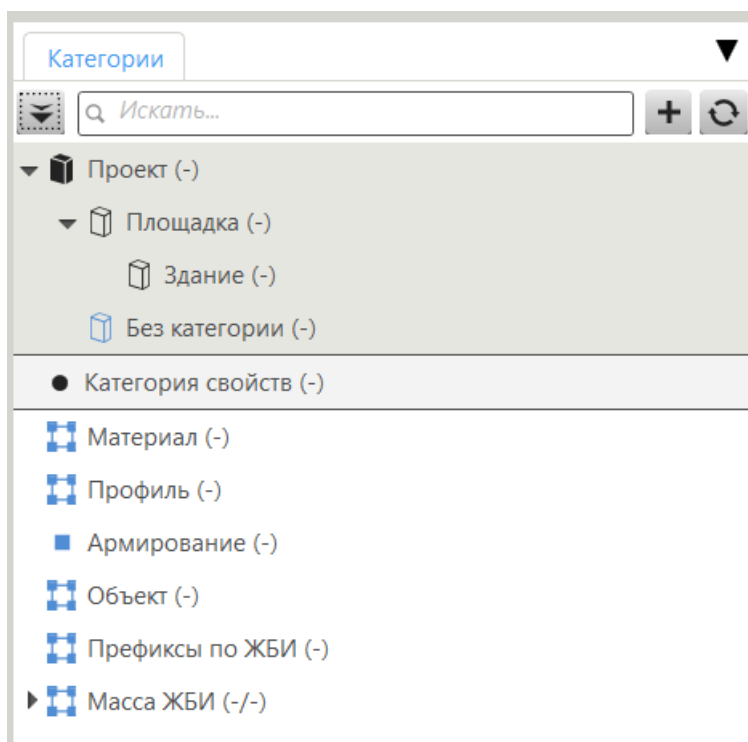 Категории
Искать...
Проект (-)
Площадка (-)
Здание (-)
Без категории (-)
Категория свойств (-)
Материал (-)
Профиль (-)
Армирование (-)
Объект (-)
Префиксы по ЖБИ (-)
Масса ЖБИ (-/-)